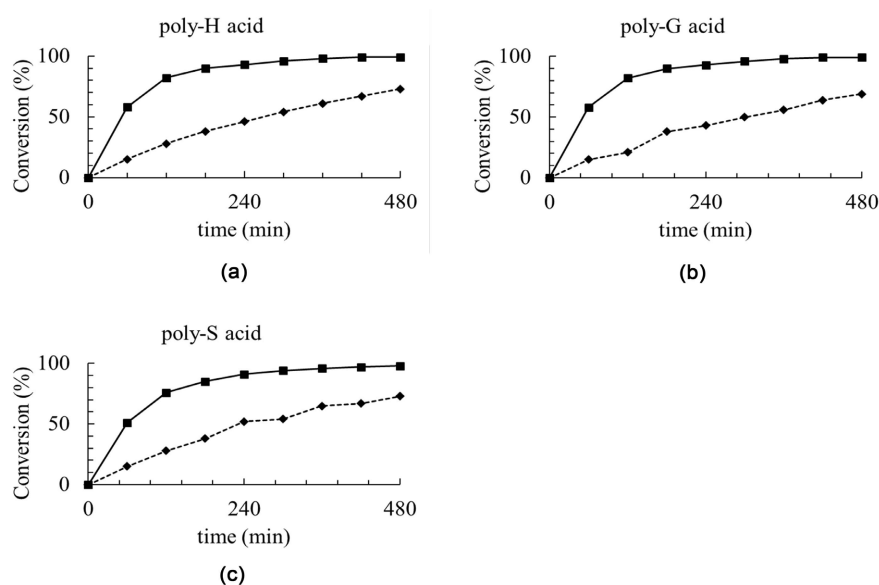 poly-H acid
Conversion (%)
100
50
0
0 240 480
time (min)
(a)
poly-G acid
Conversion (%)
100
50
0
0 240 480
time (min)
(b)
poly-S acid
Conversion (%)
100
50
0
0 240 480
time (min)
(c)